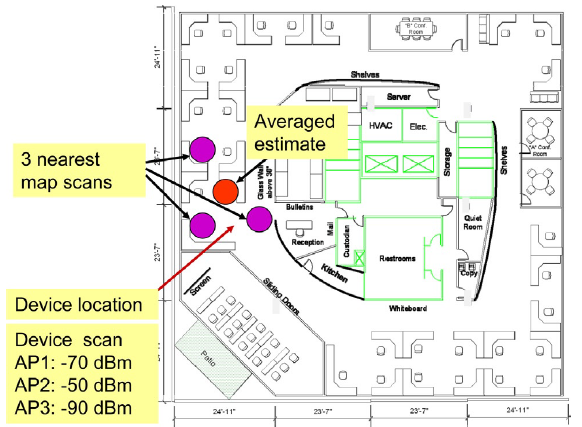 "B" Conf.
Room
24'-11"
Shelves
Server
HVAC
Elec.
Averaged
estimate
3 nearest
map scans
Glass Wall
above 36"
Storage
Shelves
"A" Conf.
Room
Bulletins
Reception
Mail
Custodian
Restrooms
Quiet
Room
Copy
Kitchen
23'-7"
Whiteboard
Screen
Sliding Doors
Patio
Device location
Device scan
AP1: -70 dBm
AP2: -50 dBm
AP3: -90 dBm
24'-11"
23'-7"
23'-7"
24'-11"